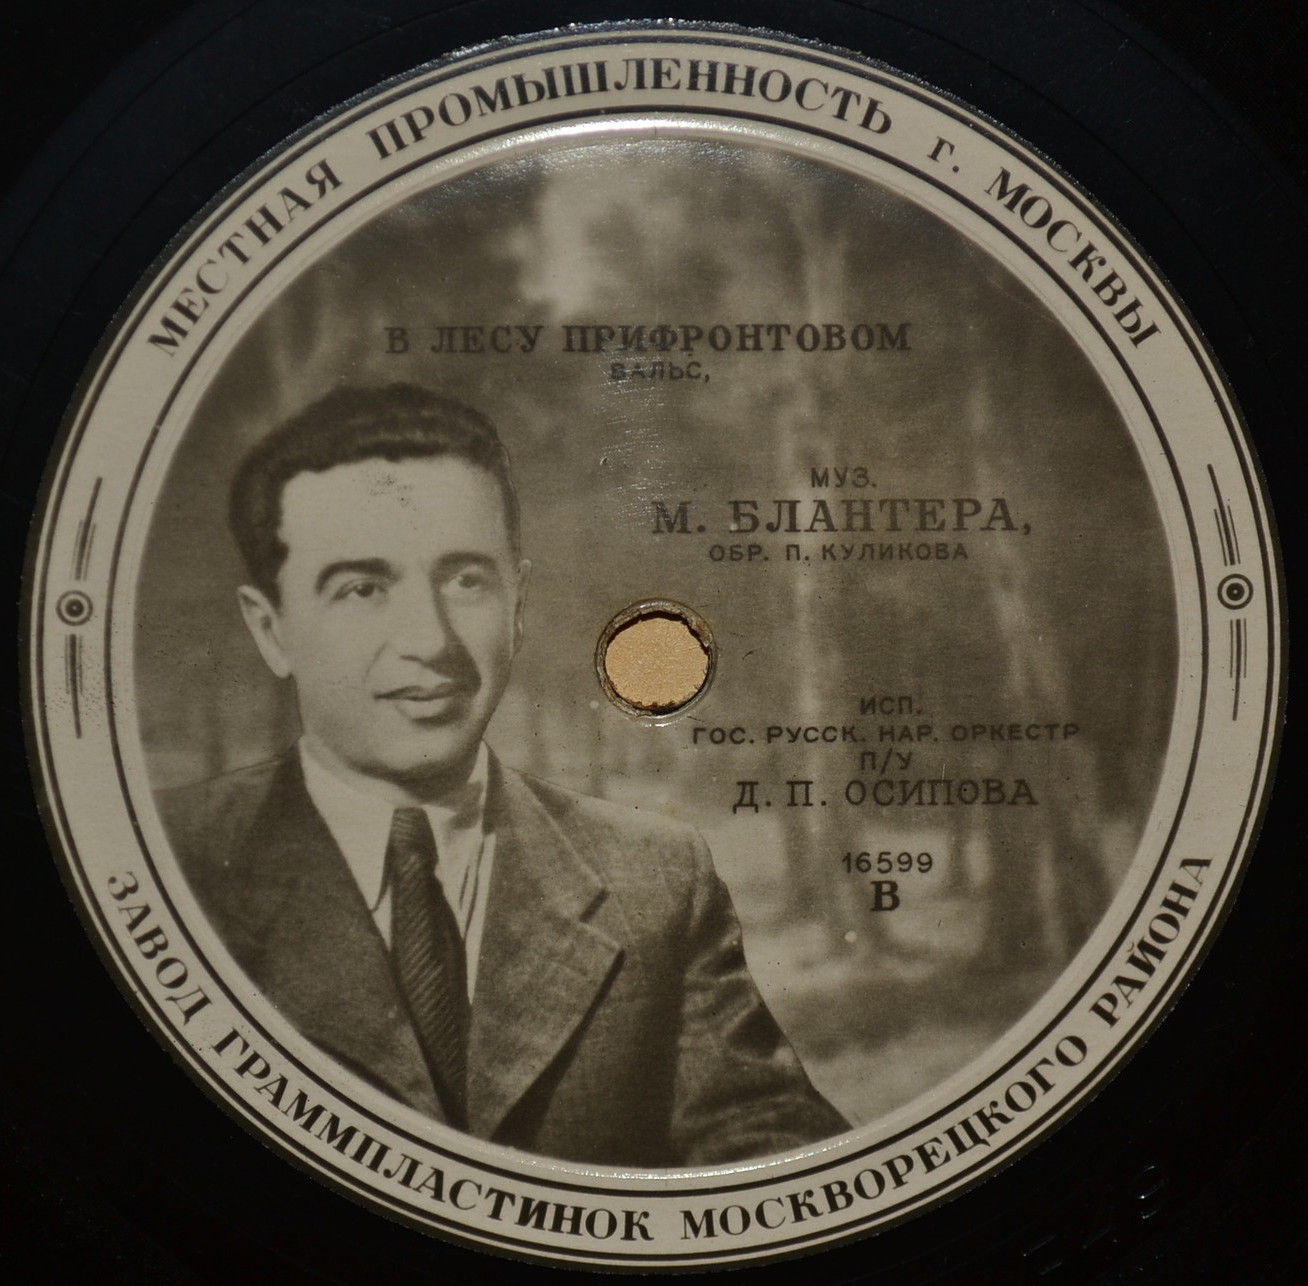 МЕСТНАЯ ПРОМЫШЛЕННОСТЬ г. МОСКВЫ
В ЛЕСУ ПРИФРОНТОВОМ
ВАЛЬС,
МУЗ.
М. БЛАНТЕРА,
ОБР. П. КУЛИКОВА
ИСП.
ГОС. РУССК. НАР. ОРКЕСТР
П/У
Д. П. ОСИПОВА
16599
В
ЗАВОД ГРАММПЛАСТИНОК МОСКВОРЕЦКОГО РАЙОНА